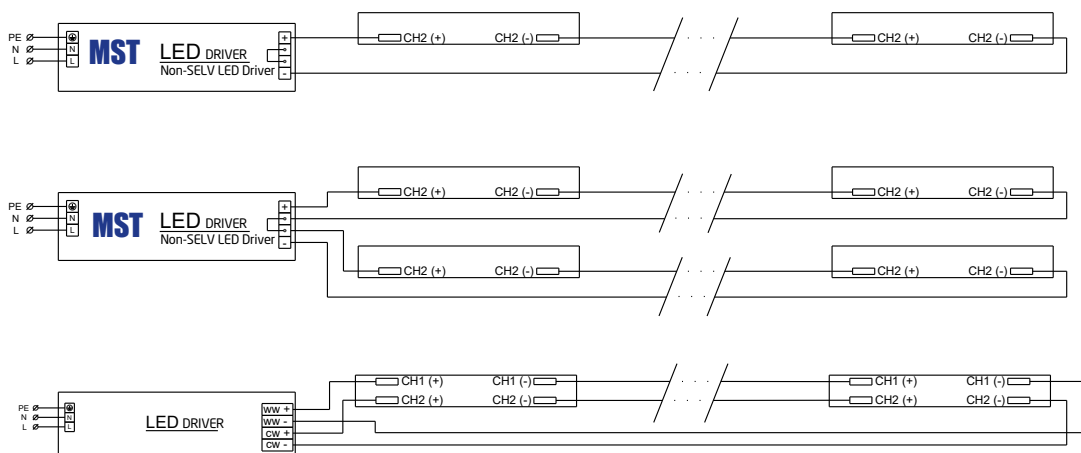 PE
N
L
N
L
MST
LED DRIVER
Non-SELV LED Driver
+
-
CH2 (+)
CH2 (-)
. . .
. . .
CH2 (+)
CH2 (-)
PE
N
L
N
L
MST
LED DRIVER
Non-SELV LED Driver
+
-
CH2 (+)
CH2 (-)
. . .
. . .
CH2 (+)
CH2 (-)
CH2 (+)
CH2 (-)
. . .
. . .
CH2 (+)
CH2 (-)
PE
N
L
N
L
LED DRIVER
WW +
WW -
CW +
CW -
CH1 (+)
CH1 (-)
. . .
CH1 (+)
CH1 (-)
CH2 (+)
CH2 (-)
. . .
CH2 (+)
CH2 (-)